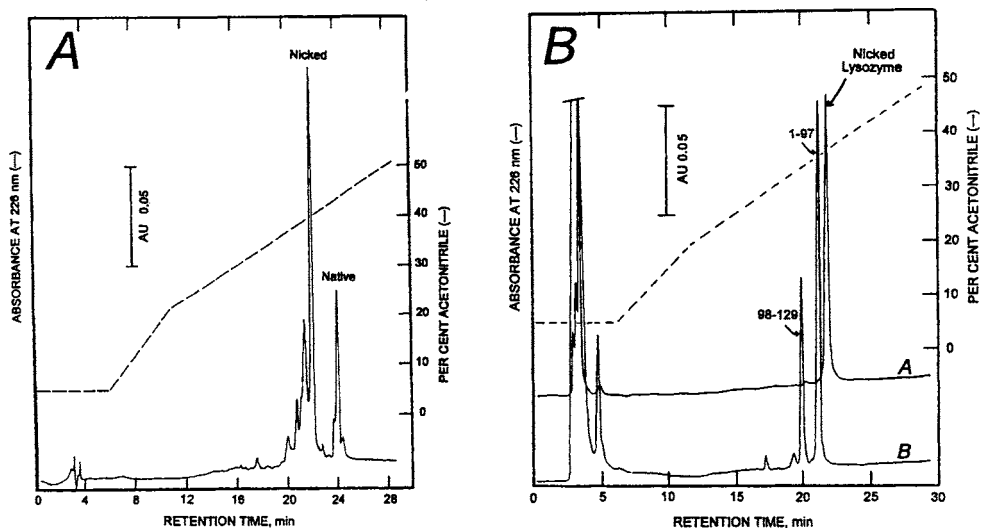 A
Nicked
Native
AU 0.05
ABSORBANCE AT 226 nm (—)
PER CENT ACETONITRILE (--)
50
40
30
20
10
0
0 4 8 12 16 20 24 28
RETENTION TIME, min
B
Nicked
Lysozyme
1-97
98-129
AU 0.05
A
B
ABSORBANCE AT 226 nm (—)
PER CENT ACETONITRILE (--)
50
40
30
20
10
0
0 5 10 15 20 25 30
RETENTION TIME, min